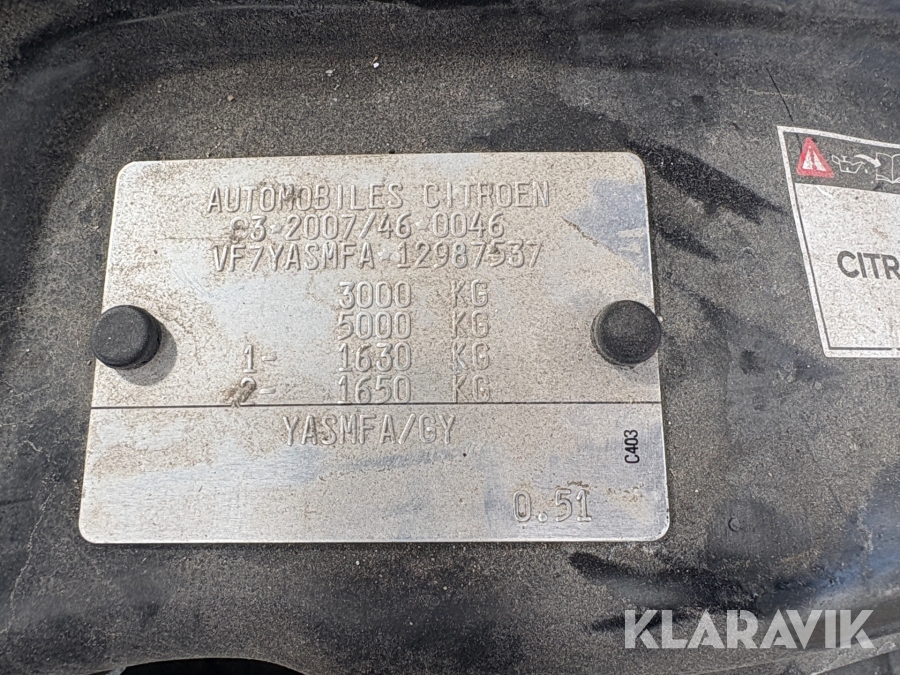 AUTOMOBILES CITROEN
C3-2007/46-0046
VF7YASMFA-12987537
3000 KG
5000 KG
1- 1630 KG
2- 1650 KG
YASMFA/GY
C403
0.51
CITR
KLARAVIK